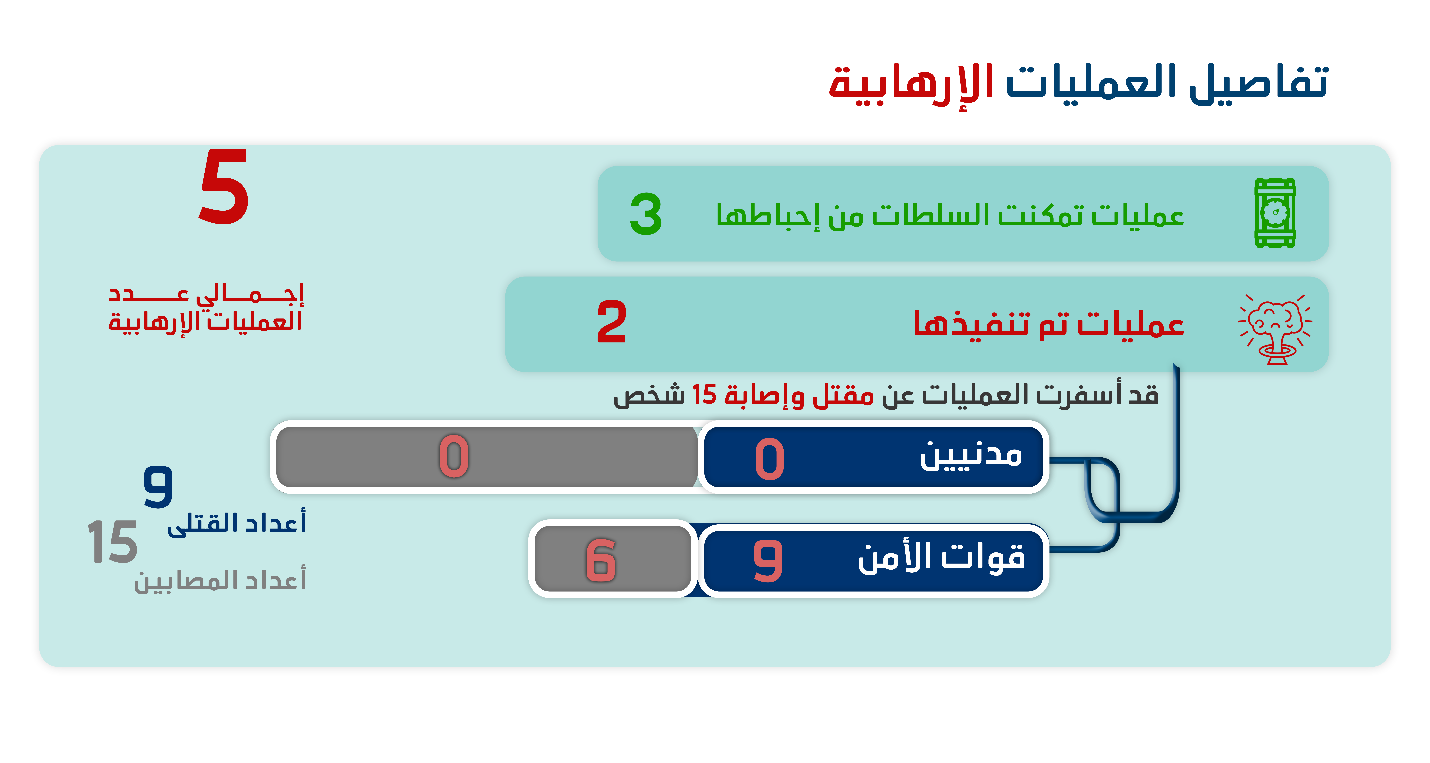 تفاصيل العمليات الإرهابية
عمليات تمكنت السلطات من إحباطها 3
5
إجمالي عدد
العمليات الإرهابية
عمليات تم تنفيذها 2
قد أسفرت العمليات عن مقتل وإصابة 15 شخص
مدنيين 0 0
قوات الأمن 9 6
9
أعداد القتلى
15
أعداد المصابين